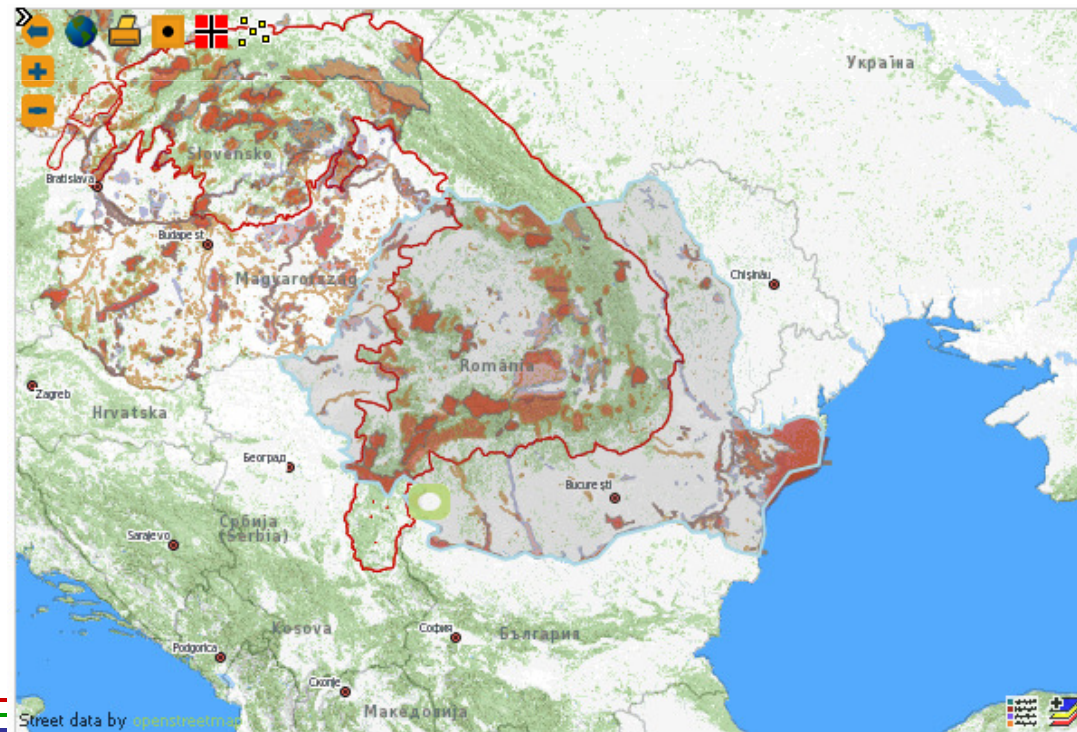 Україна
Slovensko
Bratislava
Budapest
Magyarország
Chișinău
România
Zagreb
Hrvatska
Београд
București
Србија
(Serbia)
Sarajevo
Kosova
София
България
Podgorica
Скопје
Македонија
Street data by openstreetmap